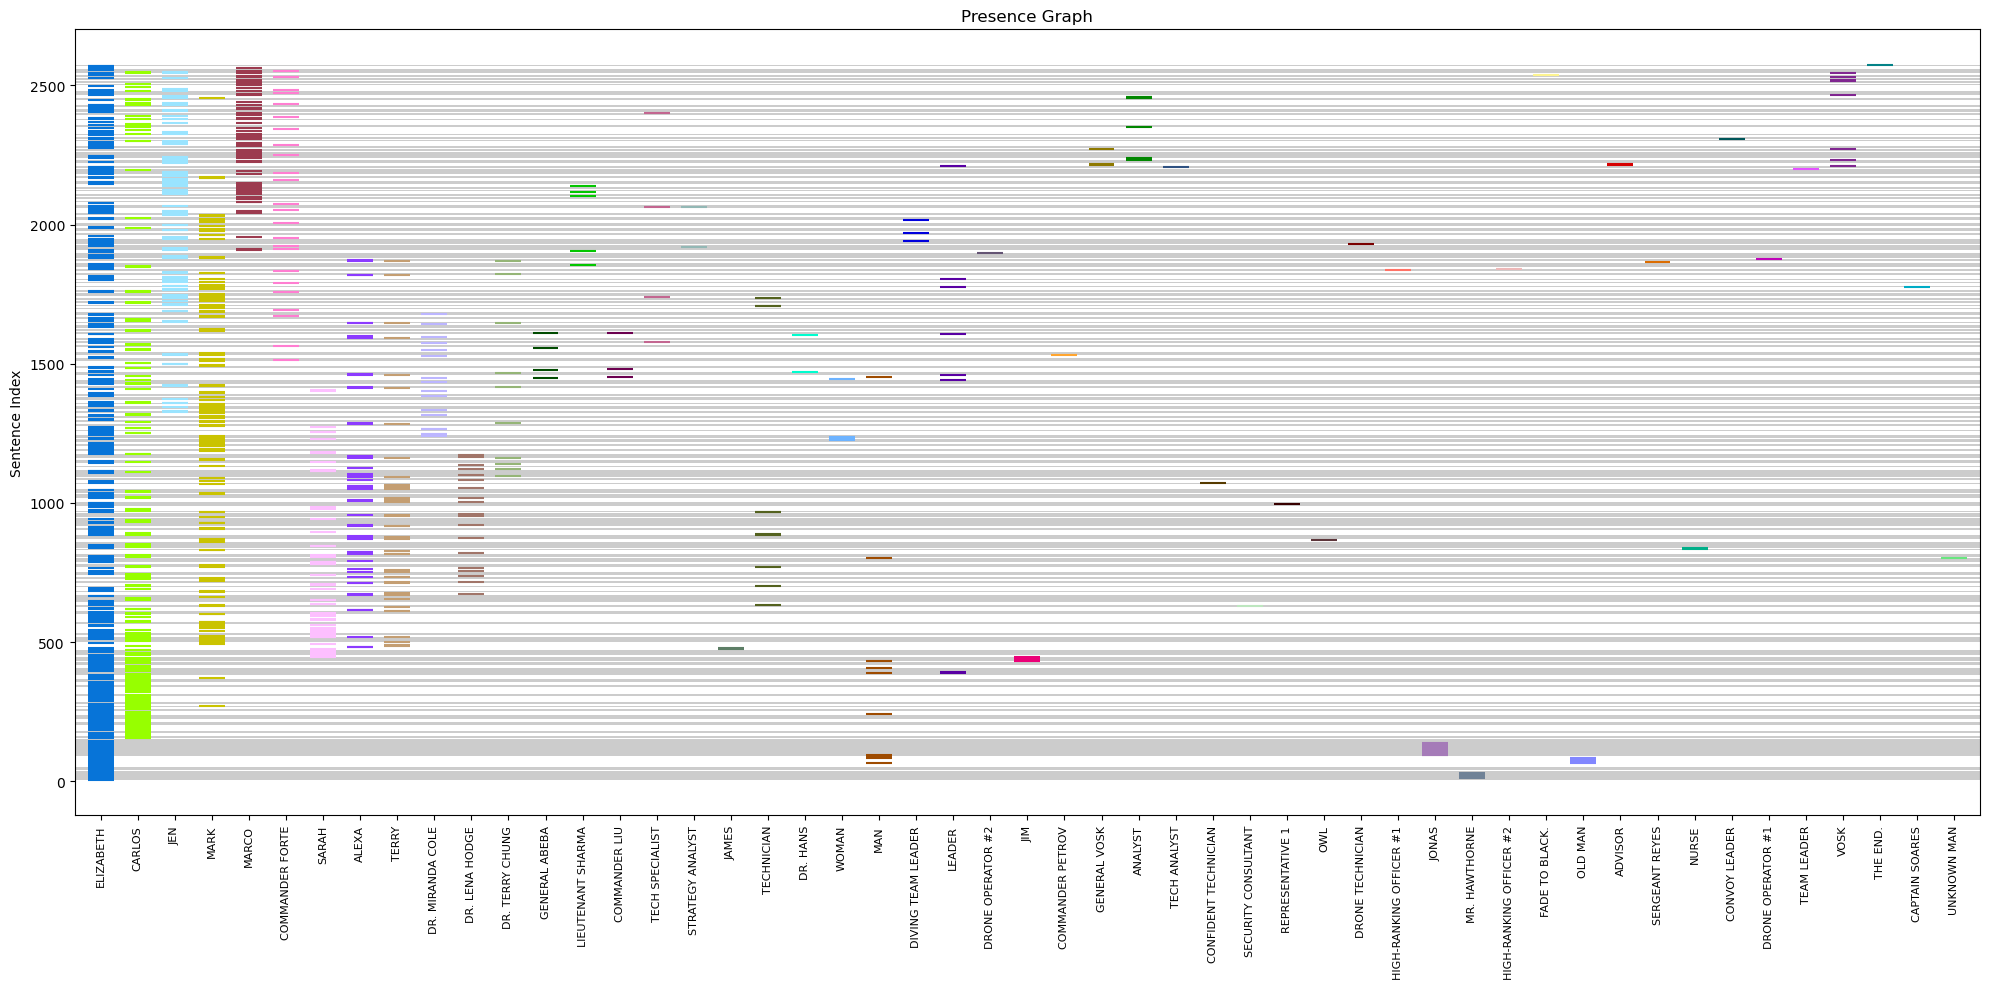 Presence Graph
Sentence Index
2500
2000
1500
1000
500
0
ELIZABETH
CARLOS
JEN
MARK
MARCO
COMMANDER FORTE
SARAH
ALEXA
TERRY
DR. MIRANDA COLE
DR. LENA HODGE
DR. TERRY CHUNG
GENERAL ABEBA
LIEUTENANT SHARMA
COMMANDER LIU
TECH SPECIALIST
STRATEGY ANALYST
JAMES
TECHNICIAN
DR. HANS
WOMAN
MAN
DIVING TEAM LEADER
LEADER
DRONE OPERATOR #2
JIM
COMMANDER PETROV
GENERAL VOSK
ANALYST
TECH ANALYST
CONFIDENT TECHNICIAN
SECURITY CONSULTANT
REPRESENTATIVE 1
OWL
DRONE TECHNICIAN
HIGH-RANKING OFFICER #1
JONAS
MR. HAWTHORNE
HIGH-RANKING OFFICER #2
FADE TO BLACK.
OLD MAN
ADVISOR
SERGEANT REYES
NURSE
CONVOY LEADER
DRONE OPERATOR #1
TEAM LEADER
VOSK
THE END.
CAPTAIN SOARES
UNKNOWN MAN